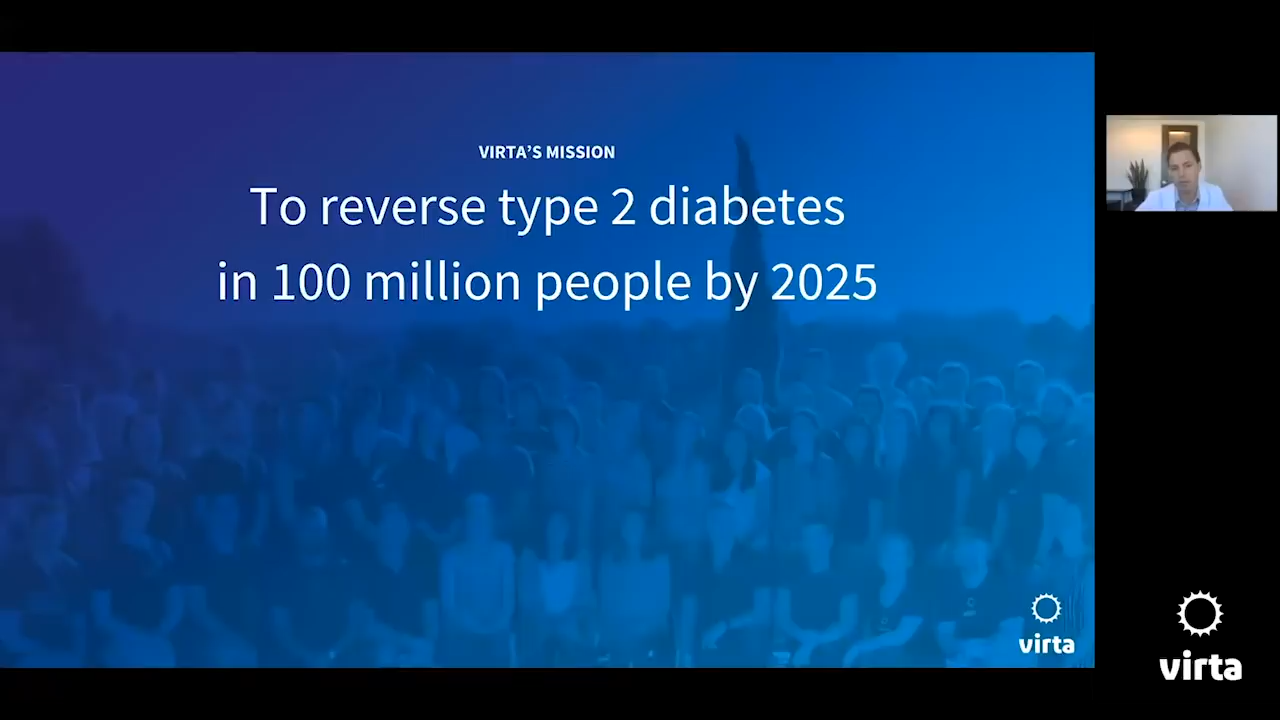 VIRTA'S MISSION
To reverse type 2 diabetes
in 100 million people by 2025
virta
virta